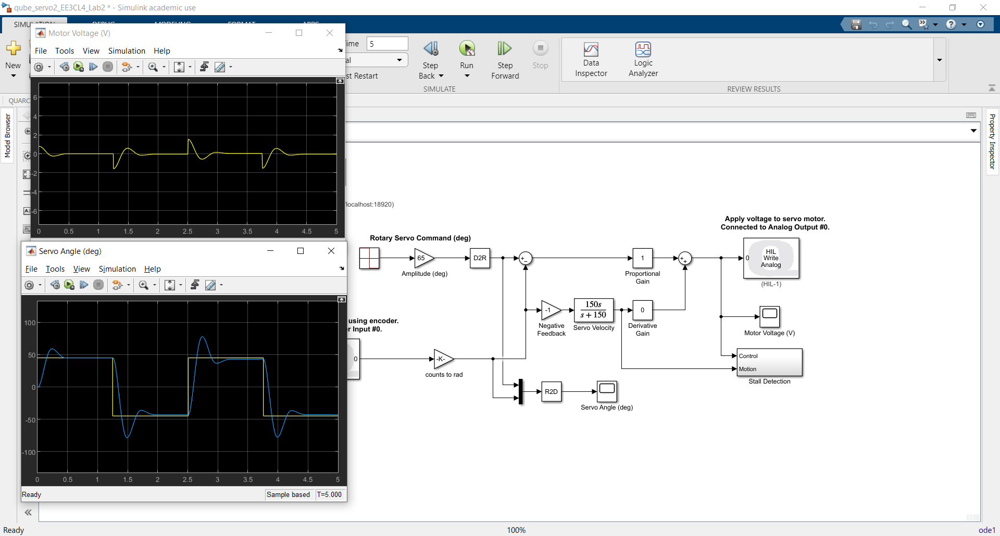 qube_servo2_EE3CL4_Lab2 * - Simulink academic use
Motor Voltage (V)
File Tools View Simulation Help
New
5
Step Back
Run
Step Forward
Stop
SIMULATE
Data Inspector
Logic Analyzer
REVIEW RESULTS
st Restart
QUARC
Model Browser
Property Inspector
6
4
2
0
-2
-4
-6
0 0.5 1 1.5 2 2.5 3 3.5 4 4.5 5
Servo Angle (deg)
File Tools View Simulation Help
100
50
0
-50
-100
0 0.5 1 1.5 2 2.5 3 3.5 4 4.5 5
Ready Sample based T=5.000
localhost:18920)
Rotary Servo Command (deg)
65
Amplitude (deg)
D2R
+
−
1
Proportional
Gain
+
+
Apply voltage to servo motor.
Connected to Analog Output #0.
0
HIL
Write
Analog
(HIL-1)
using encoder.
r Input #0.
0
-K-
counts to rad
-1
Negative
Feedback
150s
s + 150
Servo Velocity
0
Derivative
Gain
Motor Voltage (V)
Control
Motion
Stall Detection
R2D
Servo Angle (deg)
Ready 100% ode1